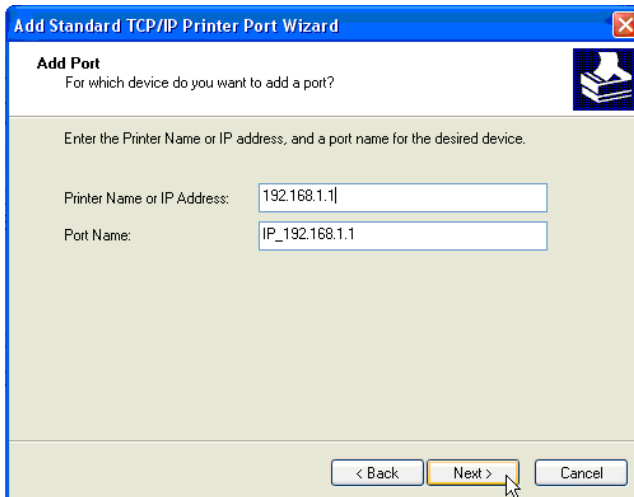 Add Standard TCP/IP Printer Port Wizard
Add Port
For which device do you want to add a port?
Enter the Printer Name or IP address, and a port name for the desired device.
Printer Name or IP Address: 192.168.1.1
Port Name: IP_192.168.1.1
< Back Next > Cancel